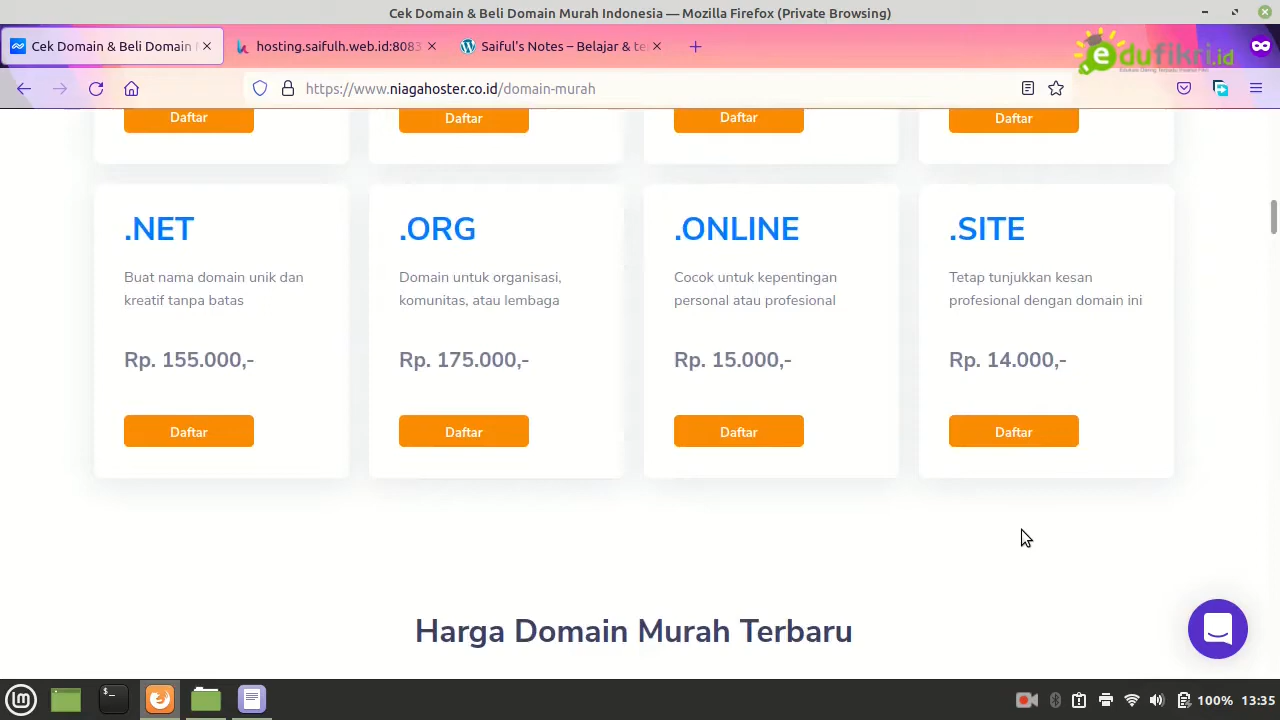 Cek Domain & Beli Domain Murah Indonesia — Mozilla Firefox (Private Browsing)
Cek Domain & Beli Domain
hosting.saifulh.web.id:8083
Saiful's Notes – Belajar & te
edufikri.id
https://www.niagahoster.co.id/domain-murah
Daftar
Daftar
Daftar
Daftar
.NET
Buat nama domain unik dan
kreatif tanpa batas
Rp. 155.000,-
Daftar
.ORG
Domain untuk organisasi,
komunitas, atau lembaga
Rp. 175.000,-
Daftar
.ONLINE
Cocok untuk kepentingan
personal atau profesional
Rp. 15.000,-
Daftar
.SITE
Tetap tunjukkan kesan
profesional dengan domain ini
Rp. 14.000,-
Daftar
Harga Domain Murah Terbaru
100% 13:35